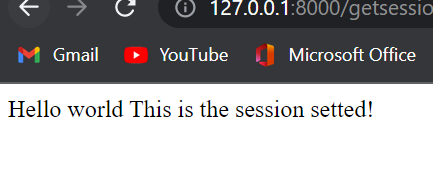 127.0.0.1:8000/getsessio
Gmail YouTube Microsoft Office
Hello world This is the session setted!